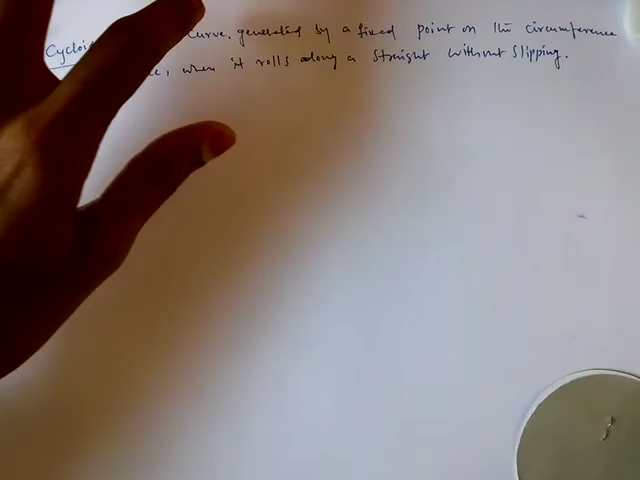 Cycloi Curve, generated by a fixed point on the circumference
, when it rolls along a straight without slipping.